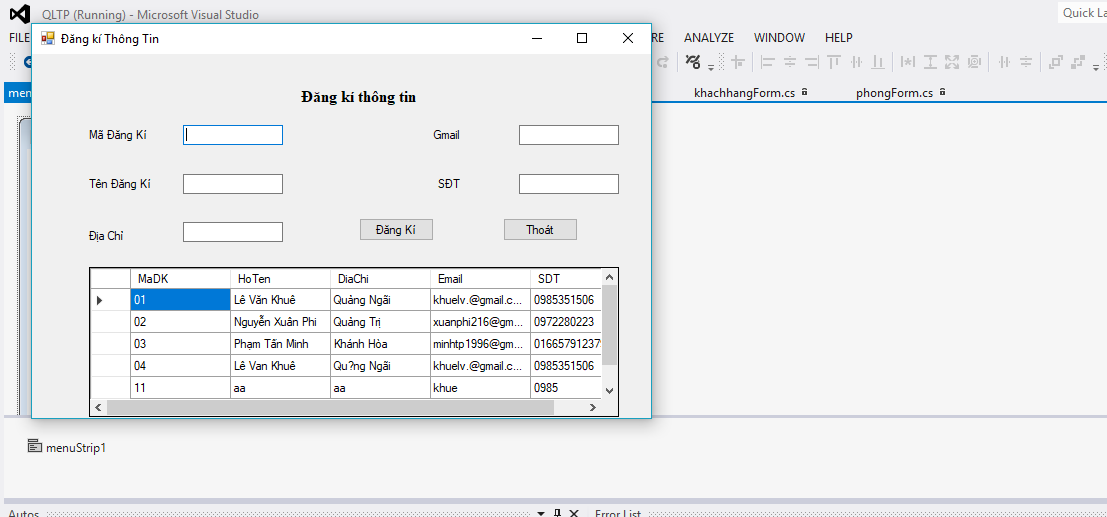 QLTP (Running) - Microsoft Visual Studio
Quick La
FILE
RE ANALYZE WINDOW HELP
Đăng kí Thông Tin
men
khachhangForm.cs
phongForm.cs
Đăng kí thông tin
Mã Đăng Kí
Gmail
Tên Đăng Kí
SĐT
Địa Chỉ
Đăng Kí
Thoát
MaDK HoTen DiaChi Email SDT
01 Lê Văn Khuê Quảng Ngãi khuelv.@gmail.c... 0985351506
02 Nguyễn Xuân Phi Quảng Trị xuanphi216@gm... 0972280223
03 Phạm Tấn Minh Khánh Hòa minhtp1996@gm... 01665791237
04 Lê Van Khuê Qu?ng Ngãi khuelv.@gmail.c... 0985351506
11 aa aa khue 0985
menuStrip1
Autos
Error List